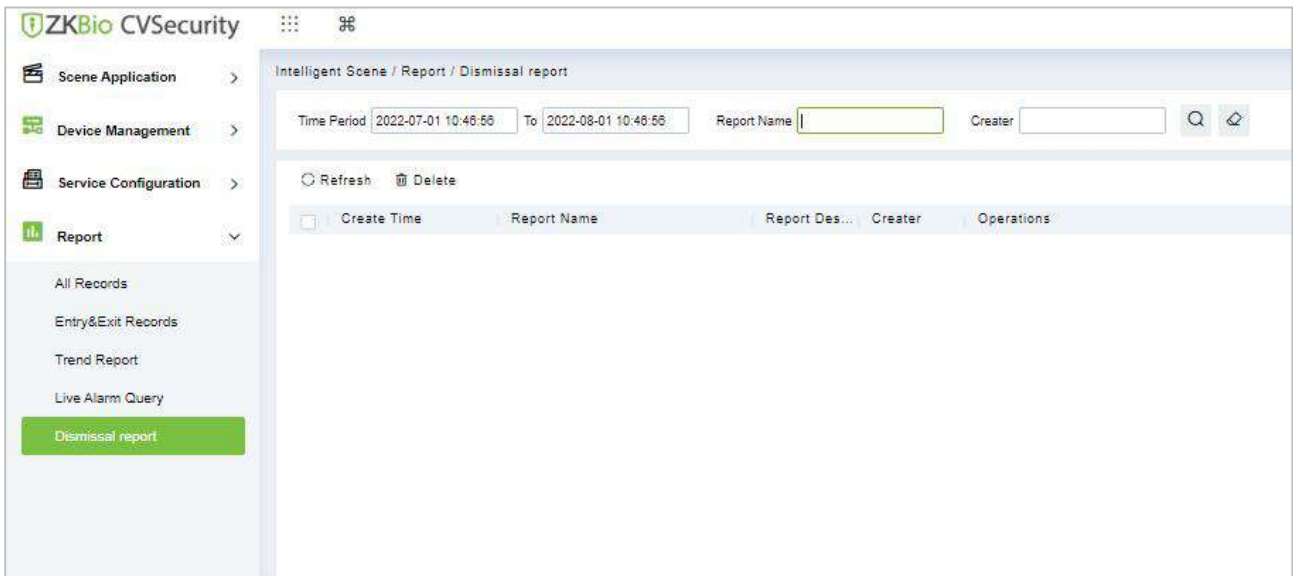 ZKBio CVSecurity
Scene Application
Device Management
Service Configuration
Report
All Records
Entry&Exit Records
Trend Report
Live Alarm Query
Dismissal report
Intelligent Scene / Report / Dismissal report
Time Period 2022-07-01 10:46:56 To 2022-08-01 10:46:56 Report Name Creater
Refresh Delete
Create Time Report Name Report Des... Creater Operations